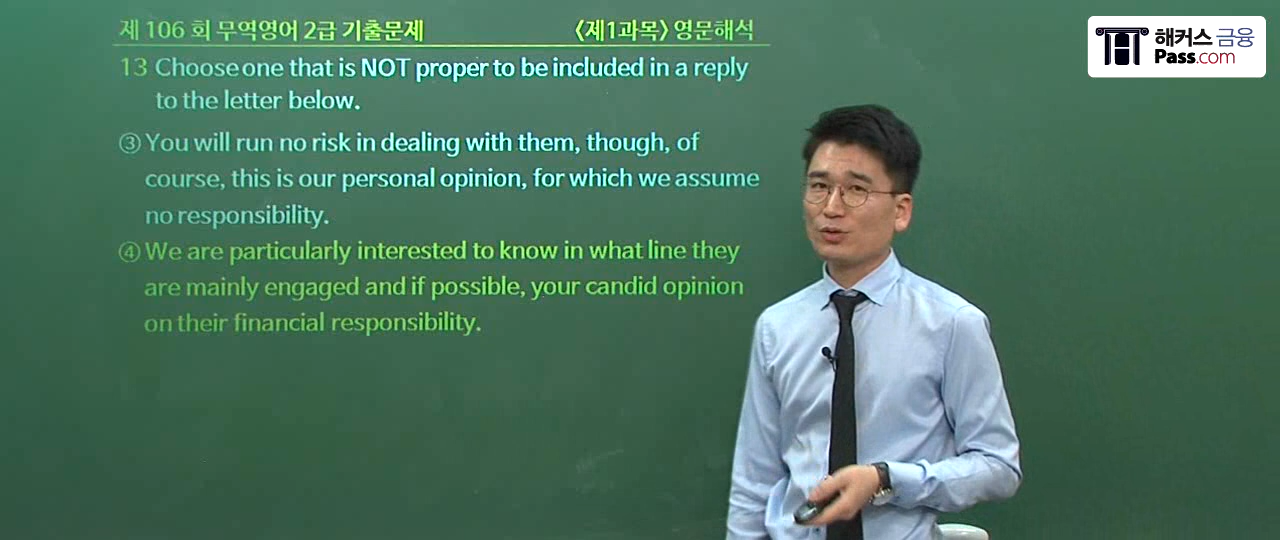 제 106 회 무역영어 2급 기출문제 《제1과목》 영문해석
해커스 금융
Pass.com
13 Choose one that is NOT proper to be included in a reply
to the letter below.
③ You will run no risk in dealing with them, though, of
course, this is our personal opinion, for which we assume
no responsibility.
④ We are particularly interested to know in what line they
are mainly engaged and if possible, your candid opinion
on their financial responsibility.